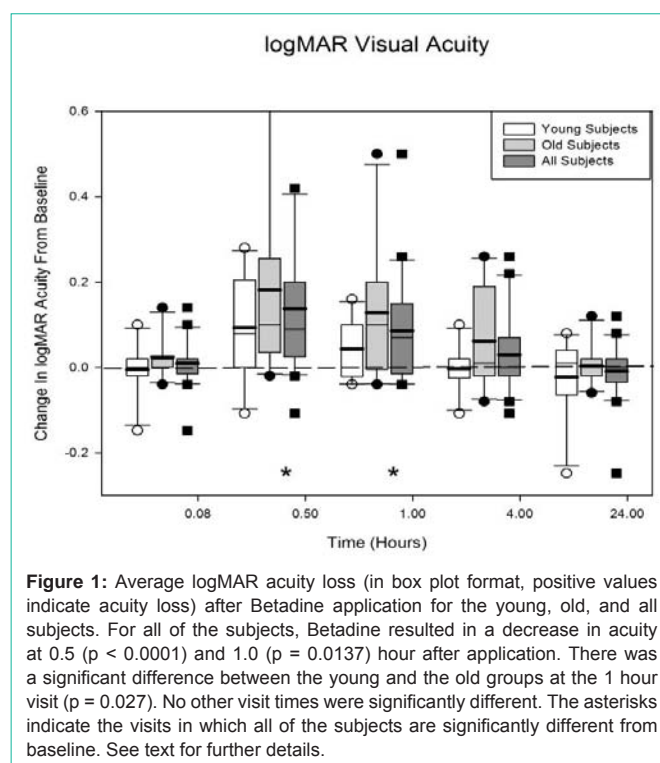 logMAR Visual Acuity
Change In logMAR Acuity From Baseline
0.6
0.4
0.2
0.0
-0.2
Young Subjects
Old Subjects
All Subjects
* *
0.08 0.50 1.00 4.00 24.00
Time (Hours)
Figure 1: Average logMAR acuity loss (in box plot format, positive values
indicate acuity loss) after Betadine application for the young, old, and all
subjects. For all of the subjects, Betadine resulted in a decrease in acuity
at 0.5 (p < 0.0001) and 1.0 (p = 0.0137) hour after application. There was
a significant difference between the young and the old groups at the 1 hour
visit (p = 0.027). No other visit times were significantly different. The asterisks
indicate the visits in which all of the subjects are significantly different from
baseline. See text for further details.